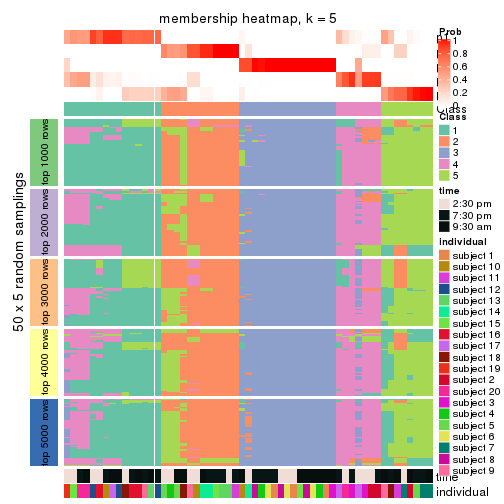 membership heatmap, k = 5
50 x 5 random samplings
top 1000 rows
top 2000 rows
top 3000 rows
top 4000 rows
top 5000 rows
Prob
1
0.8
0.6
0.4
0.2
0
Class
Class
1
2
3
4
5
time
2:30 pm
7:30 pm
9:30 am
individual
subject 1
subject 10
subject 11
subject 12
subject 13
subject 14
subject 15
subject 16
subject 17
subject 18
subject 19
subject 2
subject 20
subject 3
subject 4
subject 5
subject 6
subject 7
subject 8
subject 9
time
individual